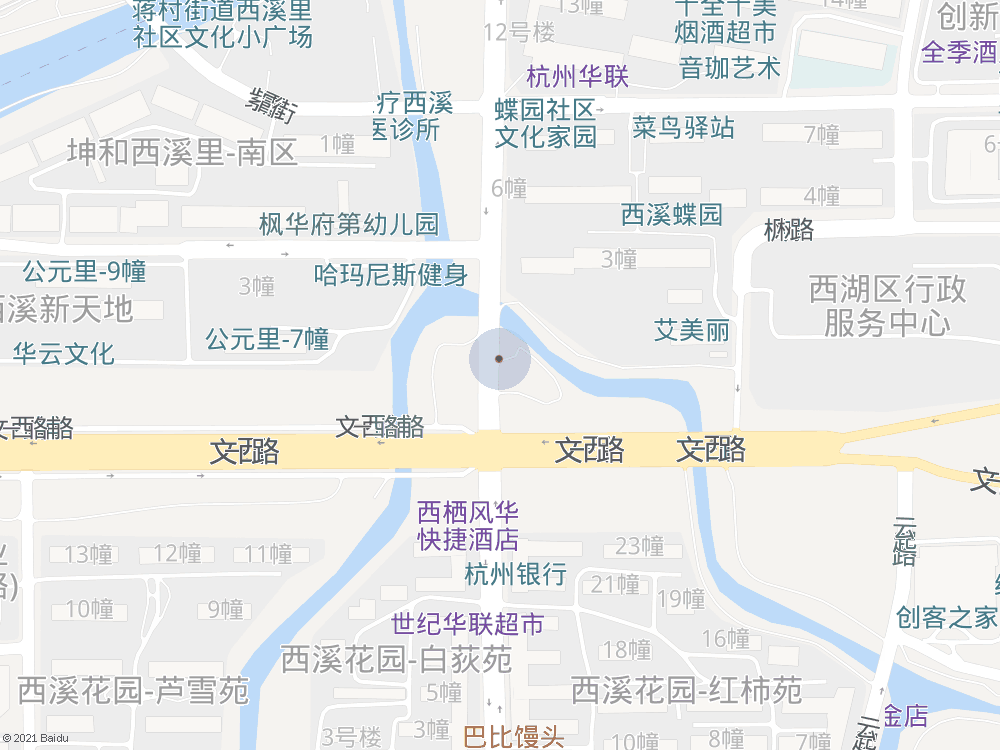 蒋村街道西溪里
社区文化小广场
12号楼
13幢
烟酒超市
14幢
创新
全季酒
杭州华联
音珈艺术
疗西溪
医诊所
蝶园社区
文化家园
菜鸟驿站
7幢
坤和西溪里-南区
1幢
6幢
4幢
枫华府第幼儿园
西溪蝶园
公元里-9幢
3幢
哈玛尼斯健身
3幢
西湖区行政
服务中心
西溪新天地
公元里-7幢
艾美丽
华云文化
文西路
文西路
文西路
西栖风华
快捷酒店
13幢
12幢
11幢
23幢
杭州银行
21幢
19幢
路)
10幢
9幢
世纪华联超市
创客之家
18幢
16幢
西溪花园-白荻苑
西溪花园-芦雪苑
5幢
西溪花园-红柿苑
金店
3号楼
3幢
巴比馒头
10幢
8幢
© 2021 Baidu